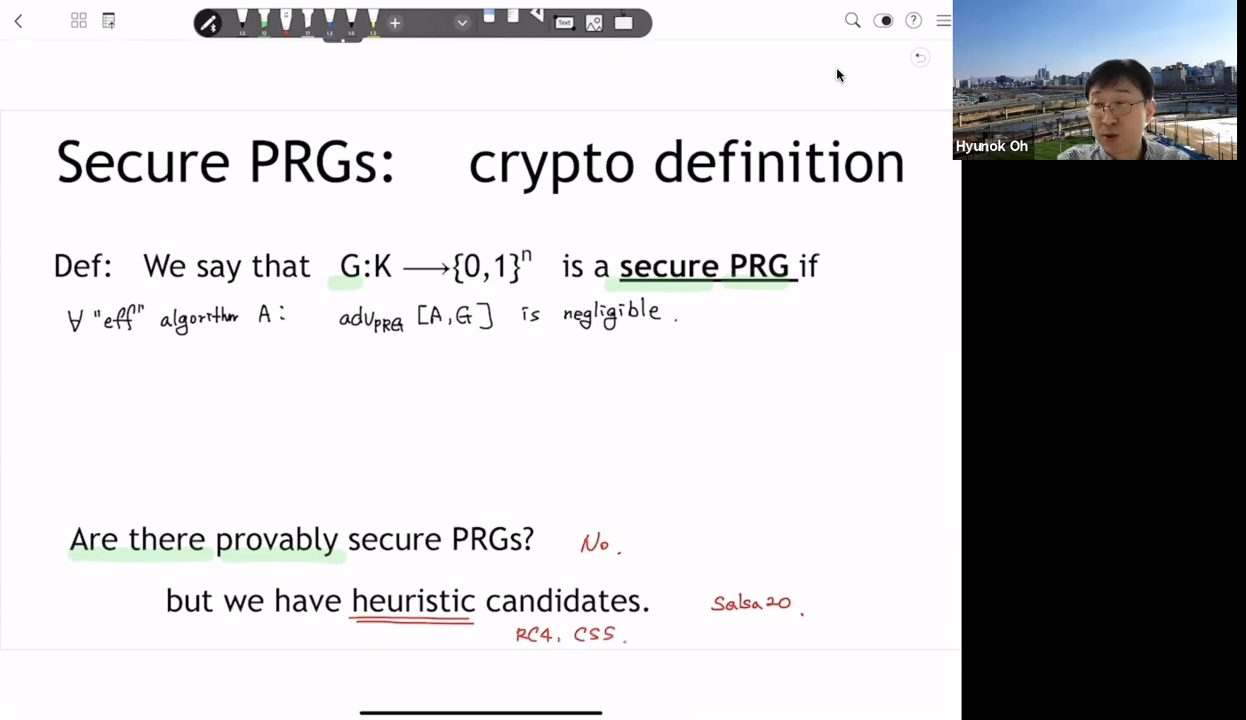 Text
Hyunok Oh
Secure PRGs: crypto definition
Def: We say that G:K ⟶{0,1}ⁿ is a secure PRG if
∀ "eff" algorithm A: adv_PRG [A,G] is negligible.
Are there provably secure PRGs? No.
but we have heuristic candidates. Salsa20.
RC4, CSS.